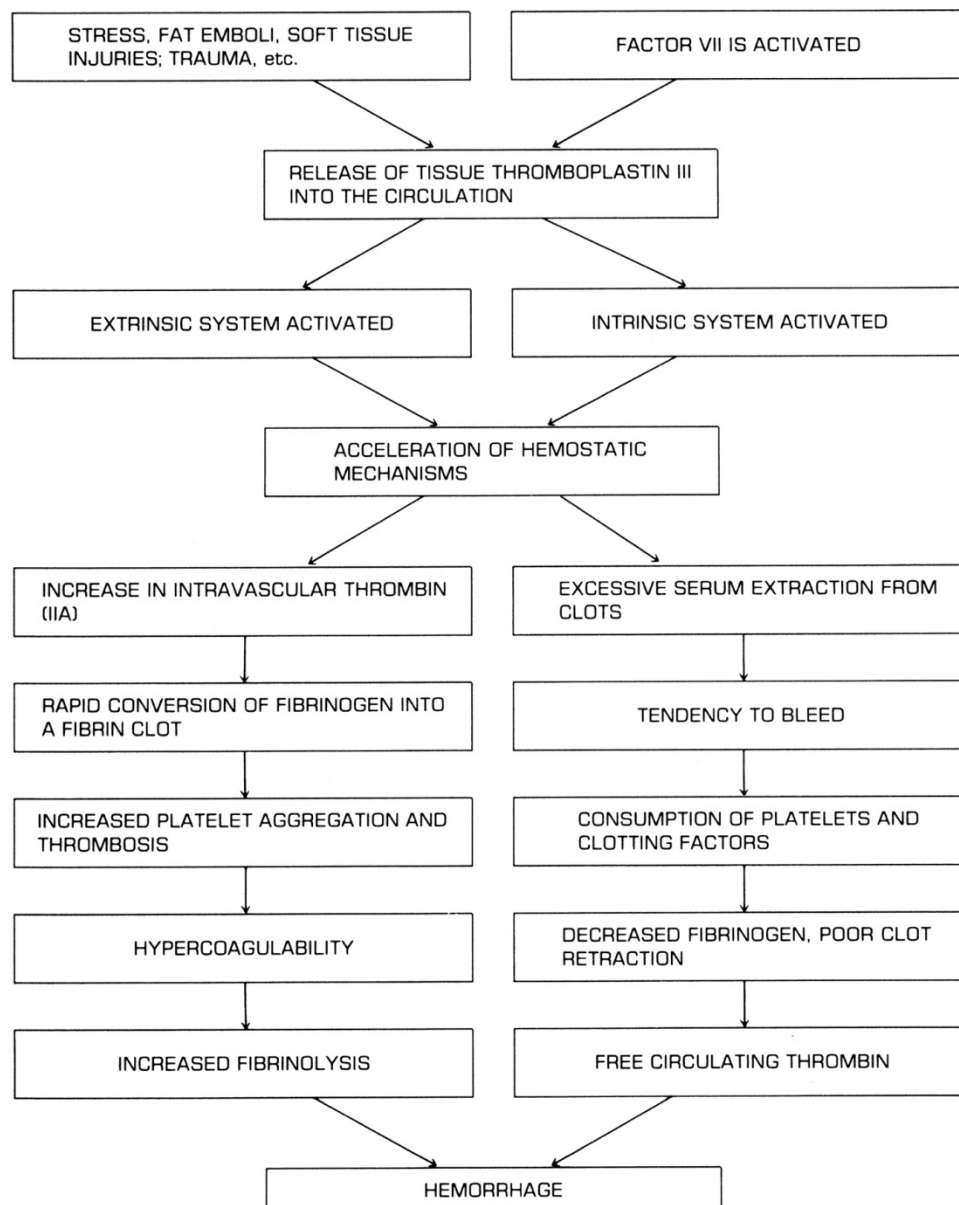 STRESS, FAT EMBOLI, SOFT TISSUE
INJURIES; TRAUMA, etc.
FACTOR VII IS ACTIVATED
RELEASE OF TISSUE THROMBOPLASTIN III
INTO THE CIRCULATION
EXTRINSIC SYSTEM ACTIVATED
INTRINSIC SYSTEM ACTIVATED
ACCELERATION OF HEMOSTATIC
MECHANISMS
INCREASE IN INTRAVASCULAR THROMBIN
(IIA)
EXCESSIVE SERUM EXTRACTION FROM
CLOTS
RAPID CONVERSION OF FIBRINOGEN INTO
A FIBRIN CLOT
TENDENCY TO BLEED
INCREASED PLATELET AGGREGATION AND
THROMBOSIS
CONSUMPTION OF PLATELETS AND
CLOTTING FACTORS
HYPERCOAGULABILITY
DECREASED FIBRINOGEN, POOR CLOT
RETRACTION
INCREASED FIBRINOLYSIS
FREE CIRCULATING THROMBIN
HEMORRHAGE